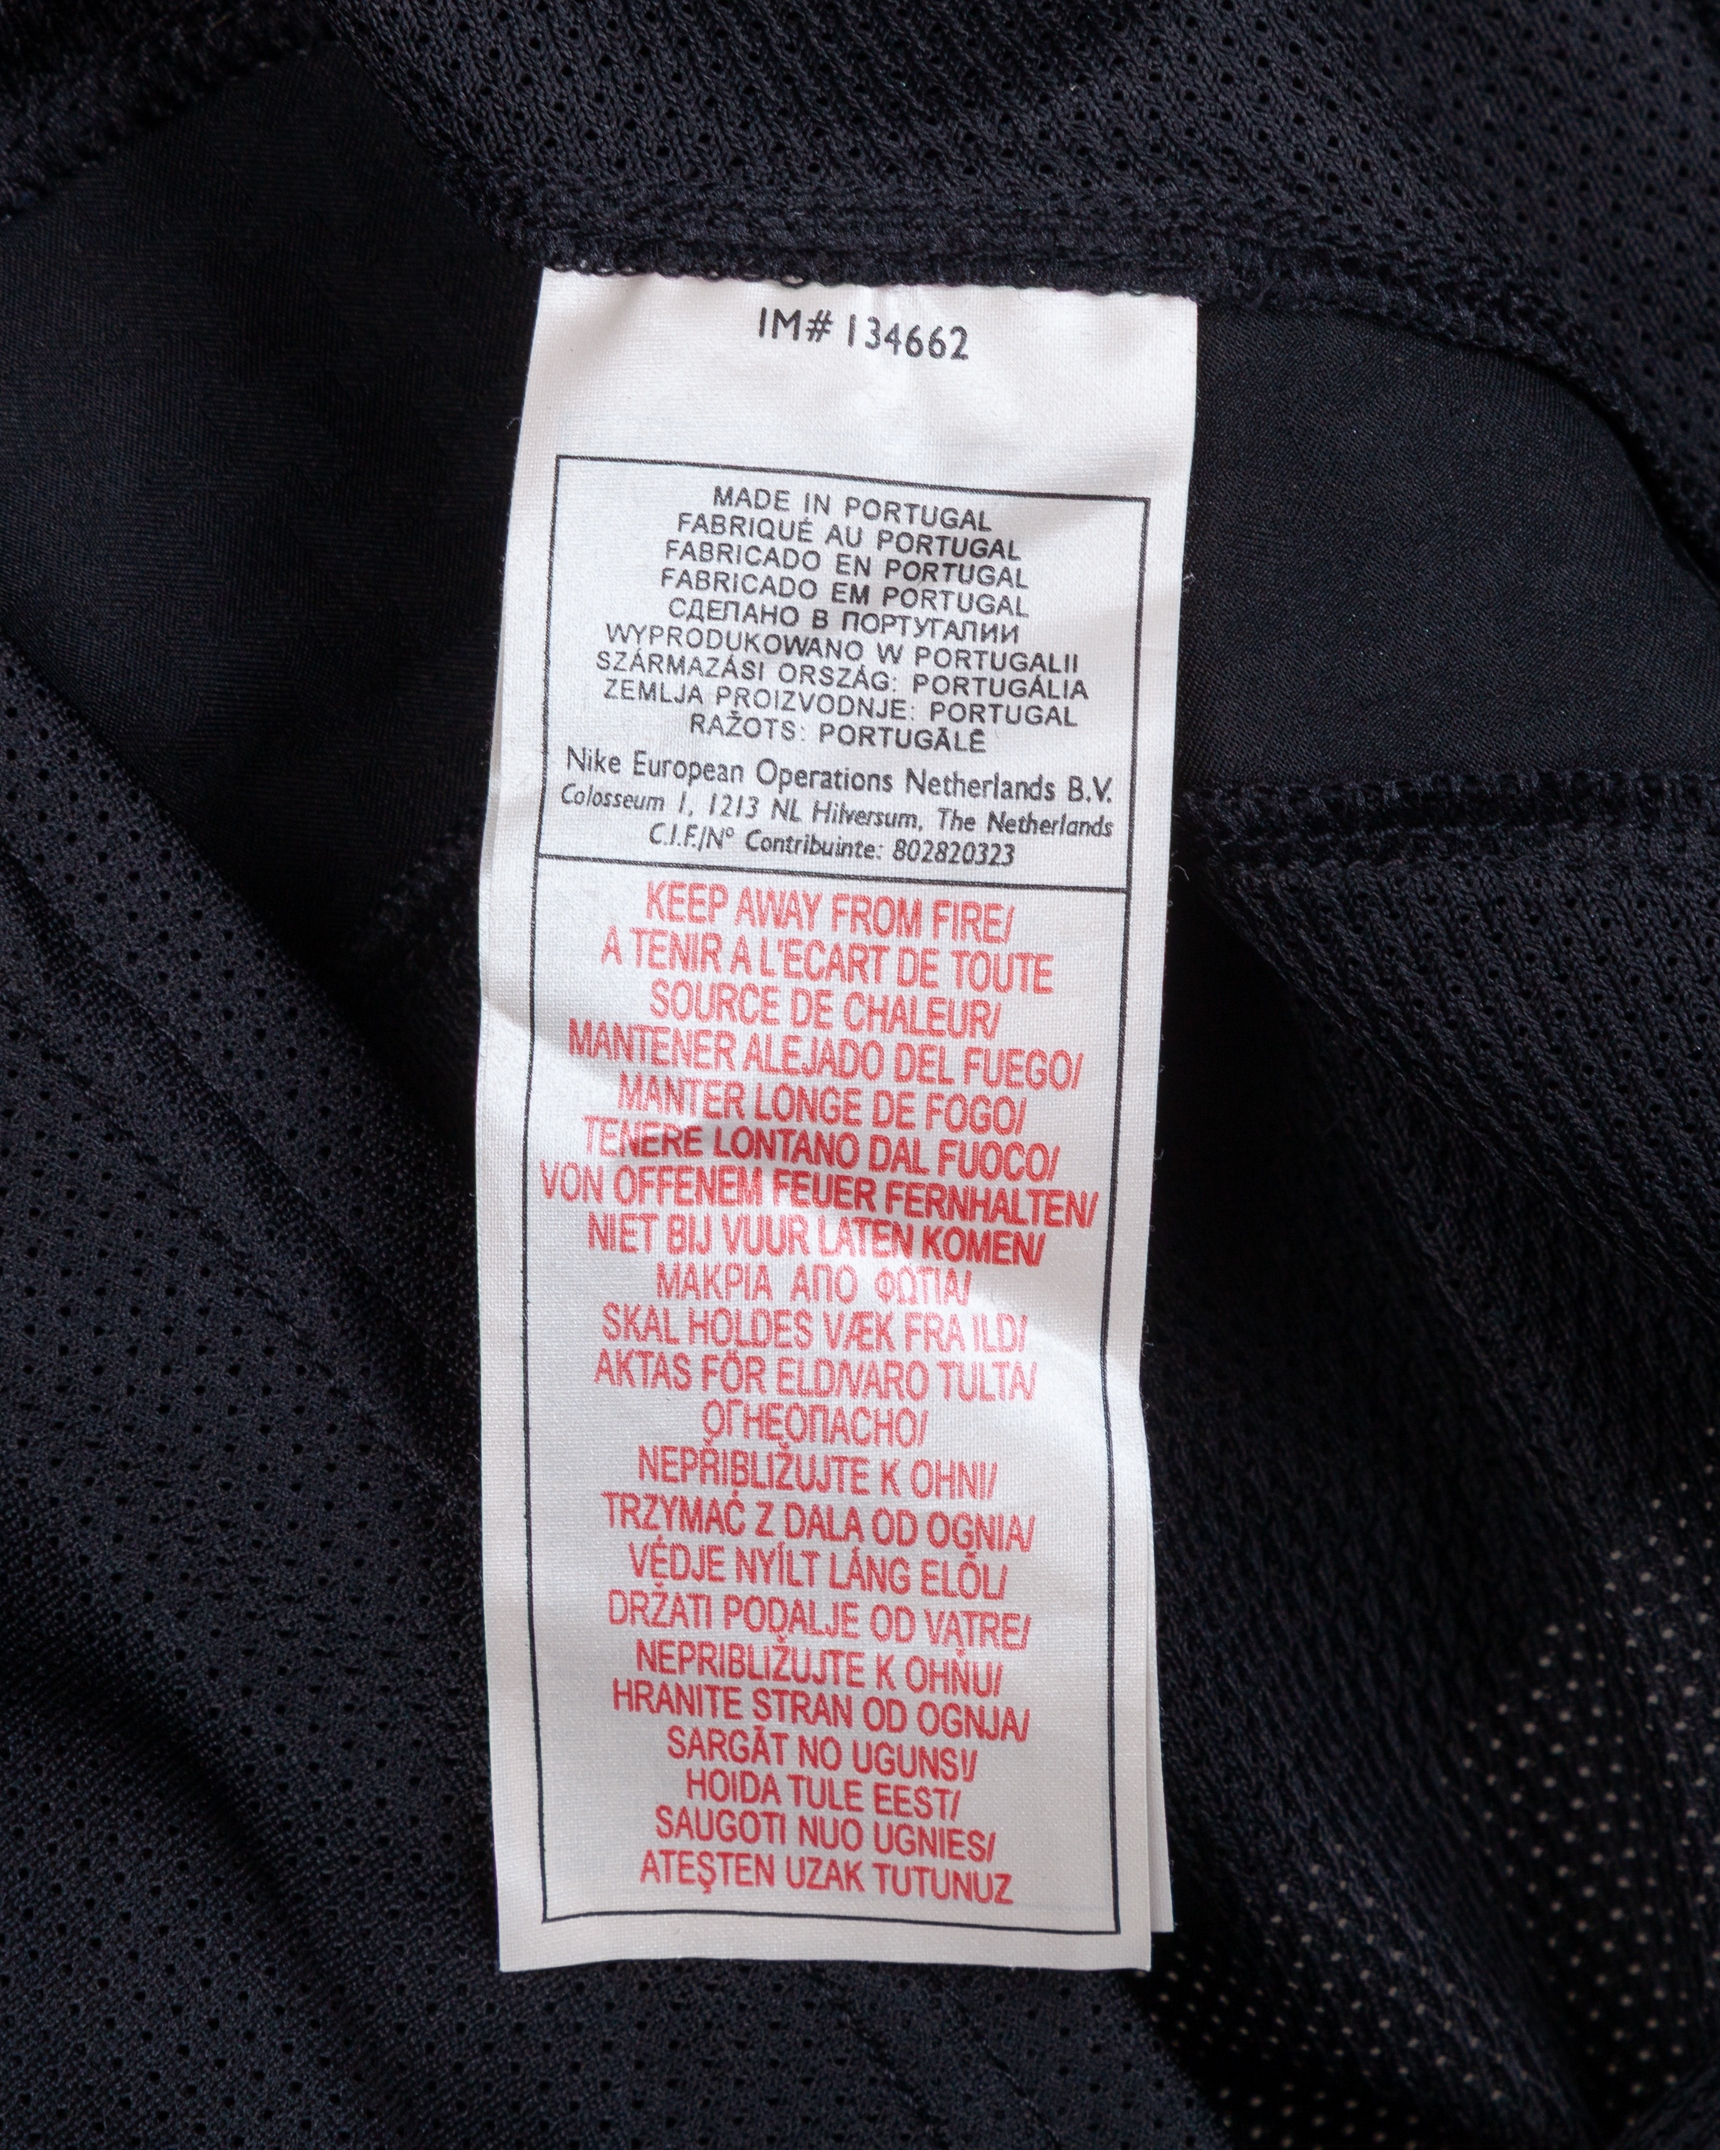 IM# 134662
MADE IN PORTUGAL
FABRIQUÉ AU PORTUGAL
FABRICADO EN PORTUGAL
FABRICADO EM PORTUGAL
СДЕПАНО В ПОРТУГАПИИ
WYPRODUKOWANO W PORTUGALII
SZÁRMAZÁSI ORSZÁG: PORTUGÁLIA
ZEMLJA PROIZVODNJE: PORTUGAL
RAŽOTS: PORTUGĀLĒ
Nike European Operations Netherlands B.V.
Colosseum 1, 1213 NL Hilversum, The Netherlands
C.I.F./Nº Contribuinte: 802820323
KEEP AWAY FROM FIRE/
A TENIR A L'ECART DE TOUTE
SOURCE DE CHALEUR/
MANTENER ALEJADO DEL FUEGO/
MANTER LONGE DE FOGO/
TENERE LONTANO DAL FUOCO/
VON OFFENEM FEUER FERNHALTEN/
NIET BIJ VUUR LATEN KOMEN/
ΜΑΚΡΙΑ ΑΠΟ ΦΩΤΙΑ/
SKAL HOLDES VÆK FRA ILD/
AKTAS FÖR ELD/VARO TULTA/
ОГНЕОПАСНО/
NEPŘIBLIŽUJTE K OHNI/
TRZYMAĆ Z DALA OD OGNIA/
VÉDJE NYÍLT LÁNG ELŐL/
DRŽATI PODALJE OD VATRE/
NEPRIBLIŽUJTE K OHŇU/
HRANITE STRAN OD OGNJA/
SARGĀT NO UGUNS!/
HOIDA TULE EEST/
SAUGOTI NUO UGNIES/
ATEŞTEN UZAK TUTUNUZ